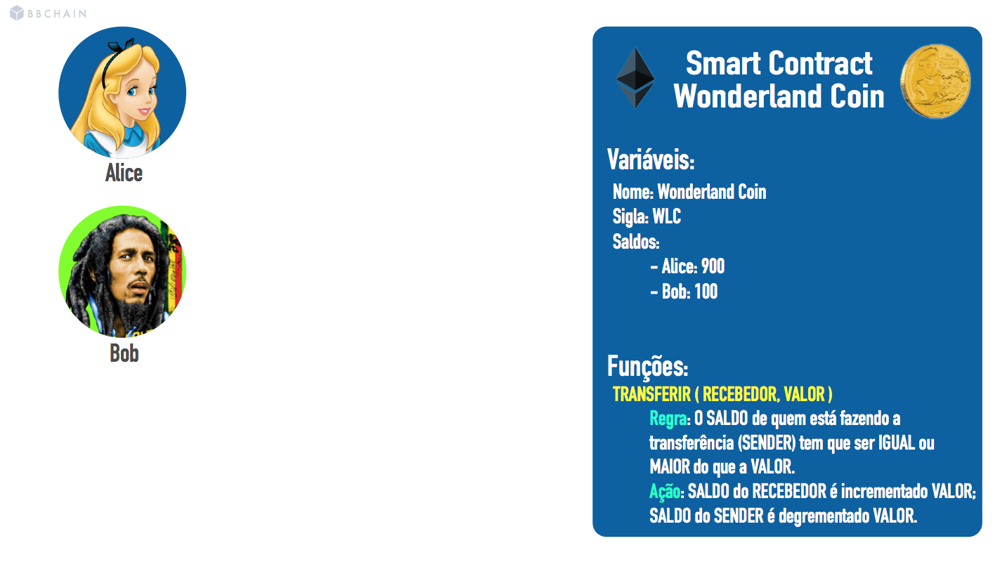 BBCHAIN
Alice
Bob
Smart Contract
Wonderland Coin
Variáveis:
Nome: Wonderland Coin
Sigla: WLC
Saldos:
- Alice: 900
- Bob: 100
Funções:
TRANSFERIR ( RECEBEDOR, VALOR )
Regra: O SALDO de quem está fazendo a
transferência (SENDER) tem que ser IGUAL ou
MAIOR do que a VALOR.
Ação: SALDO do RECEBEDOR é incrementado VALOR;
SALDO do SENDER é degrementado VALOR.